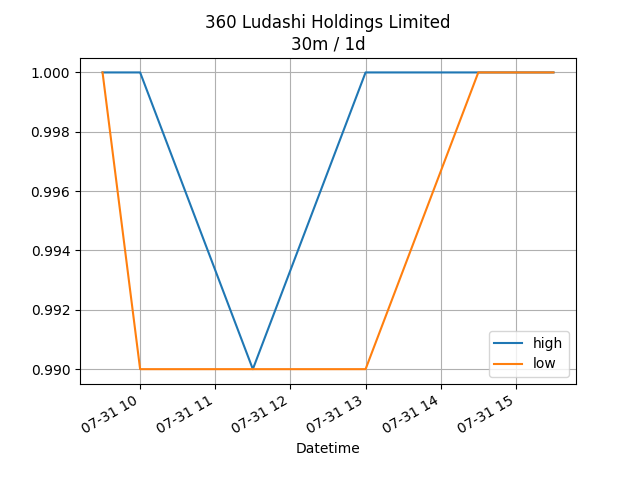 360 Ludashi Holdings Limited
30m / 1d
1.000
0.998
0.996
0.994
0.992
0.990
high
low
07-31 10
07-31 11
07-31 12
07-31 13
07-31 14
07-31 15
Datetime